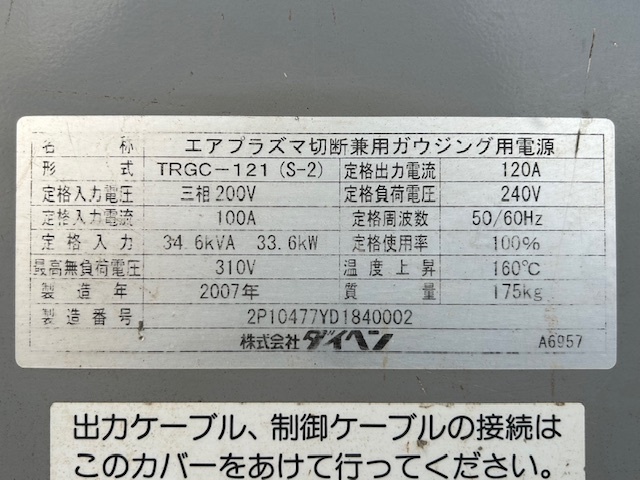 名称 エアプラズマ切断兼用ガウジング用電源
形式 TRGC-121 (S-2) 定格出力電流 120A
定格入力電圧 三相 200V 定格負荷電圧 240V
定格入力電流 100A 定格周波数 50/60Hz
定格入力 34.6kVA 33.6kW 定格使用率 100%
最高無負荷電圧 310V 温度上昇 160℃
製造年 2007年 質量 175kg
製造番号 2P10477YD1840002
株式会社ダイヘン A6957
出力ケーブル、制御ケーブルの接続は
このカバーをあけて行ってください。